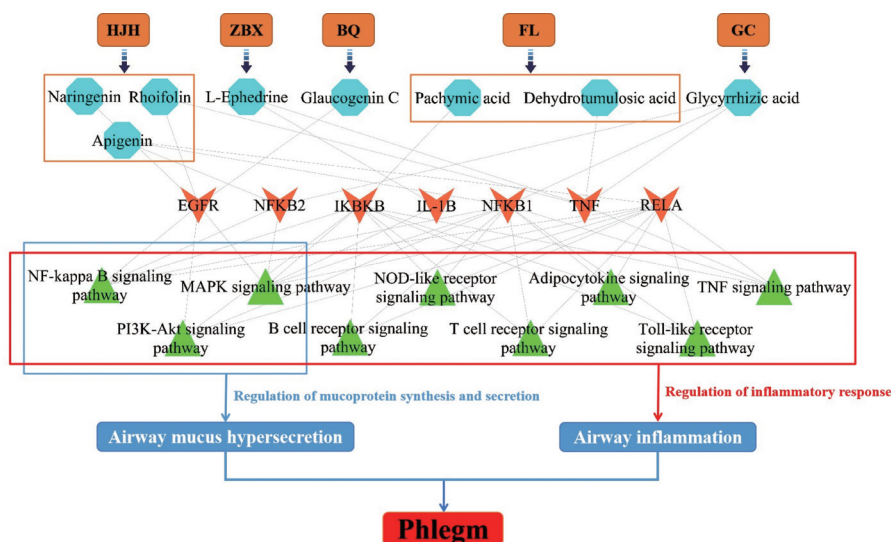 HJH
ZBX
BQ
FL
GC
Naringenin
Rhoifolin
L-Ephedrine
Glaucogenin C
Pachymic acid
Dehydrotumulosic acid
Glycyrrhizic acid
Apigenin
EGFR
NFKB2
IKBKB
IL-1B
NFKB1
TNF
RELA
NF-kappa B signaling
pathway
MAPK signaling pathway
NOD-like receptor
signaling pathway
Adipocytokine signaling
pathway
TNF signaling pathway
PI3K-Akt signaling
pathway
B cell receptor signaling
pathway
T cell receptor signaling
pathway
Toll-like receptor
signaling pathway
Regulation of mucoprotein synthesis and secretion
Regulation of inflammatory response
Airway mucus hypersecretion
Airway inflammation
Phlegm